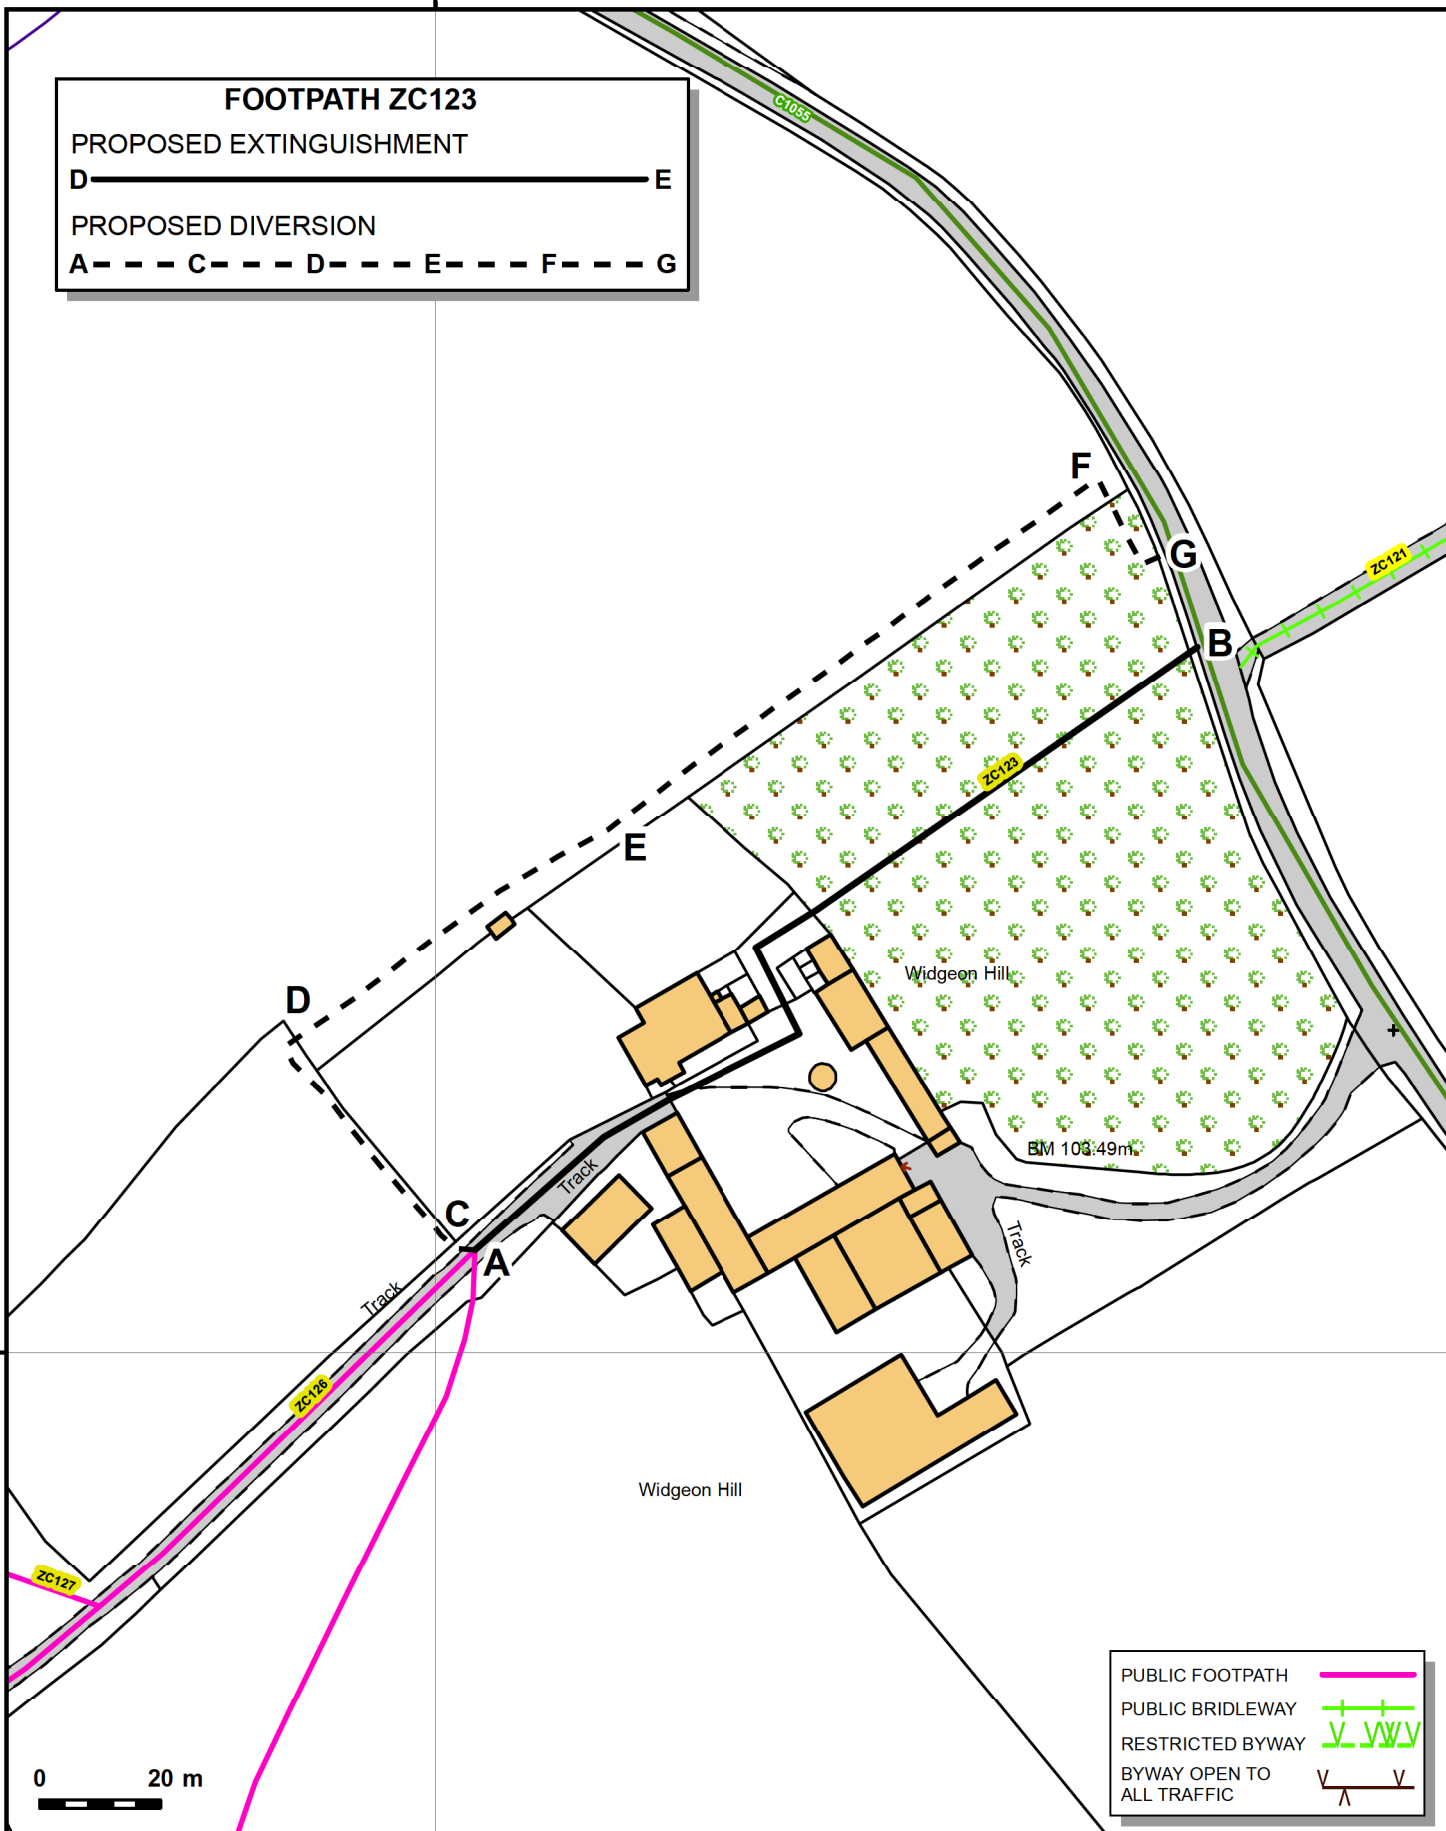 FOOTPATH ZC123
PROPOSED EXTINGUISHMENT
D E
PROPOSED DIVERSION
A C D E F G
C1055
F
G
ZC121
B
ZC123
E
Widgeon Hill
D
BM 103.49m
Track
C
A
Track
Track
ZC126
Widgeon Hill
ZC127
PUBLIC FOOTPATH
PUBLIC BRIDLEWAY
RESTRICTED BYWAY
BYWAY OPEN TO
ALL TRAFFIC
0 20 m